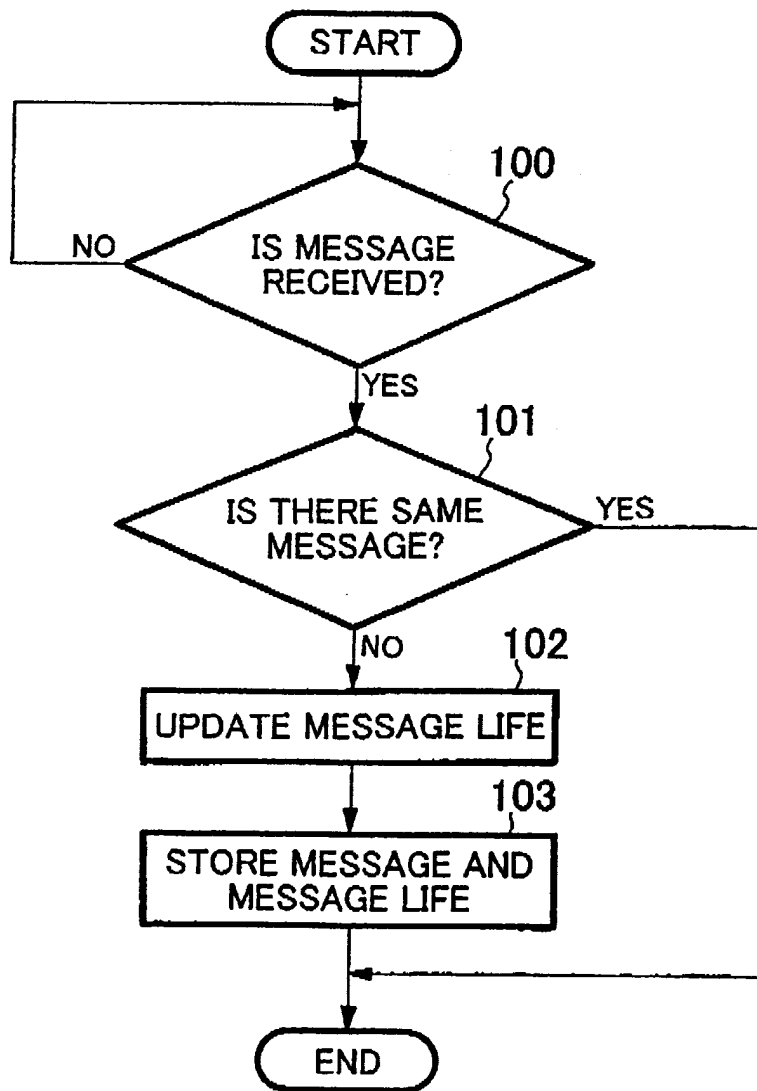 START
100
IS MESSAGE
RECEIVED?
NO
YES
101
IS THERE SAME
MESSAGE?
YES
NO
102
UPDATE MESSAGE LIFE
103
STORE MESSAGE AND
MESSAGE LIFE
END